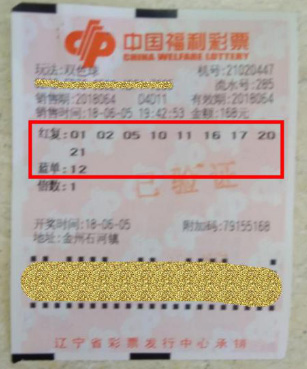 中国福利彩票
CHINA WELFARE LOTTERY
玩法:双色球
机号:21020447
流水号:285
销售期:2018064
04011
有效期:2018064
销售时间:18-06-05 19:42:53 金额:168元
红复:01 02 05 10 11 16 17 20
21
蓝单:12
倍数:1
已验证
开奖时间:18-06-05
附加码:79155168
地址:金州石河镇
辽宁省彩票发行中心承销